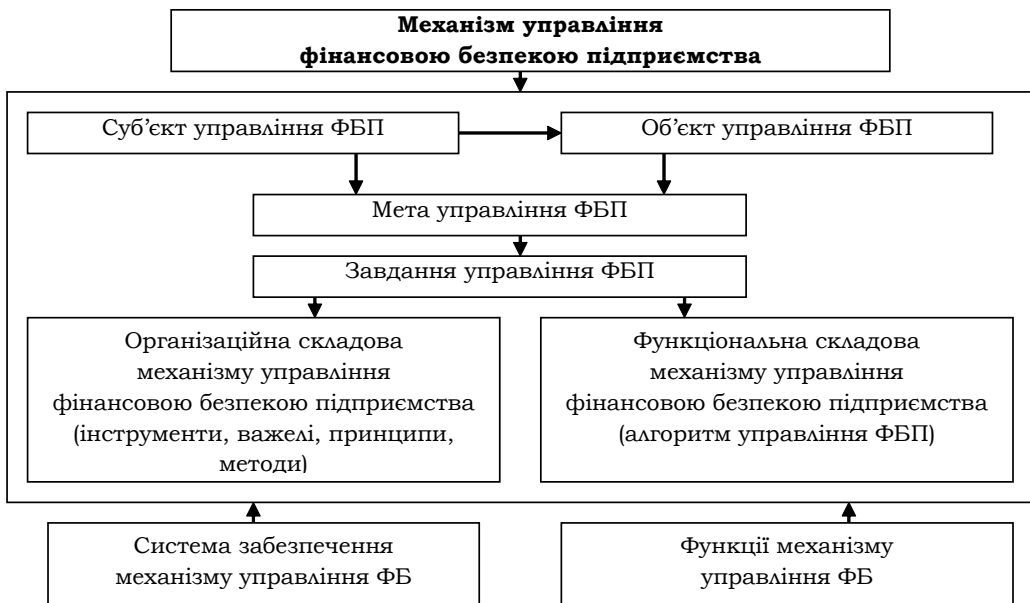 Механізм управління
фінансовою безпекою підприємства
Суб’єкт управління ФБП
Об’єкт управління ФБП
Мета управління ФБП
Завдання управління ФБП
Організаційна складова
механізму управління
фінансовою безпекою підприємства
(інструменти, важелі, принципи,
методи)
Функціональна складова
механізму управління
фінансовою безпекою підприємства
(алгоритм управління ФБП)
Система забезпечення
механізму управління ФБ
Функції механізму
управління ФБ